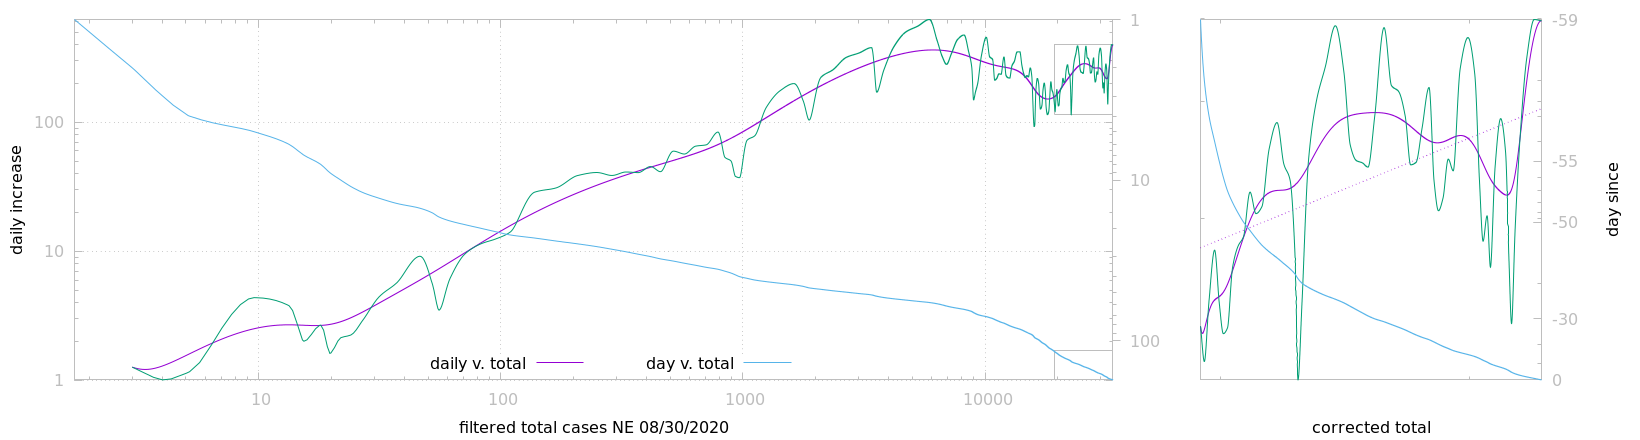 daily increase
100
10
1
daily v. total
day v. total
10
100
1000
10000
filtered total cases NE 08/30/2020
1
10
100
-59
-55
-50
-30
0
day since
corrected total